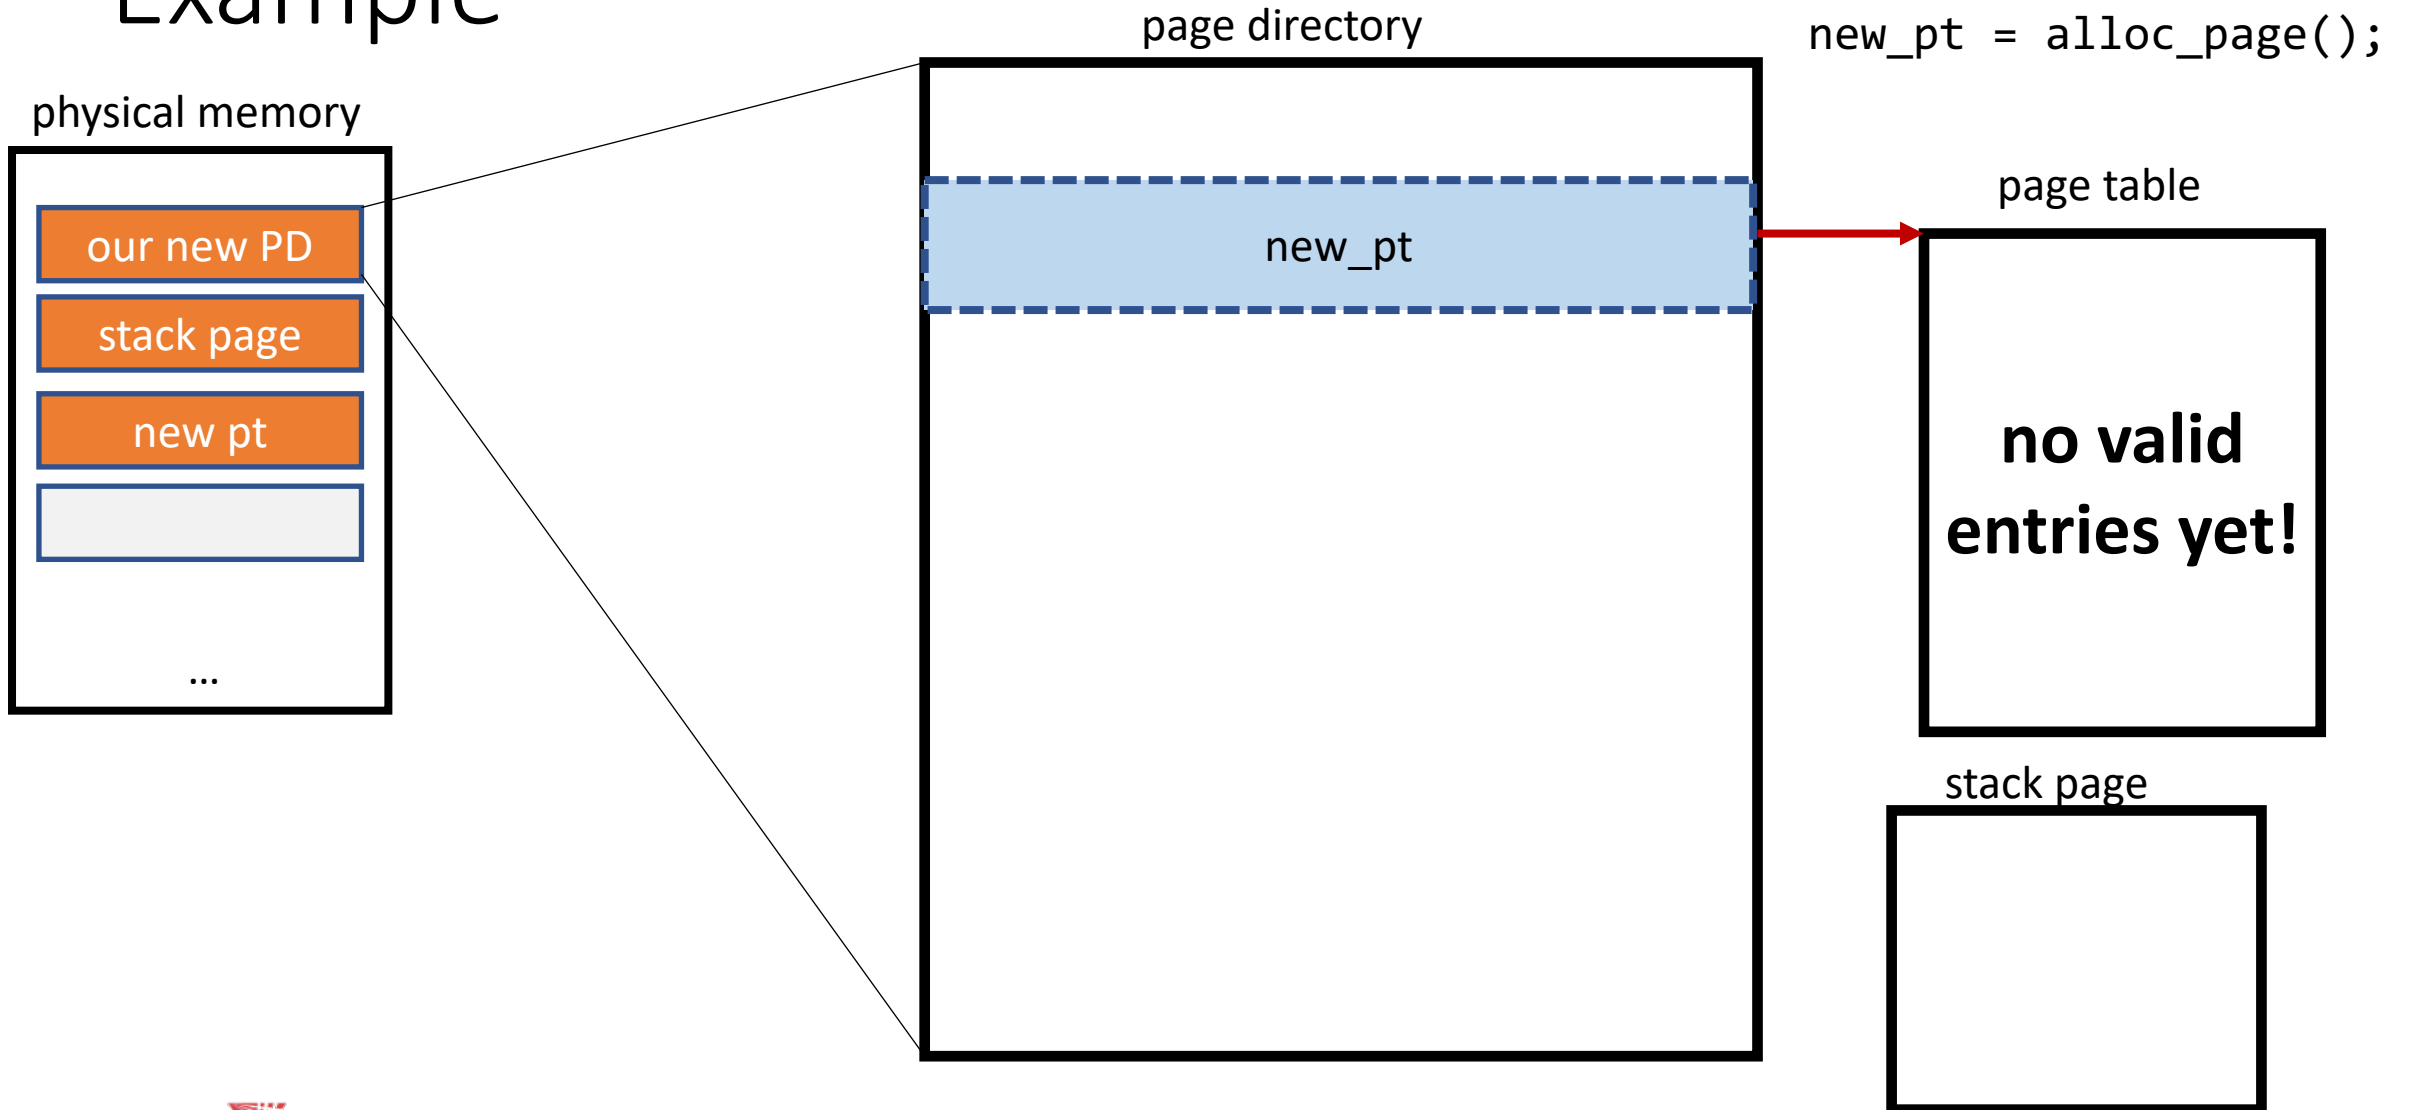 Example
page directory
new_pt = alloc_page();
physical memory
our new PD
stack page
new pt
...
new_pt
page table
no valid
entries yet!
stack page